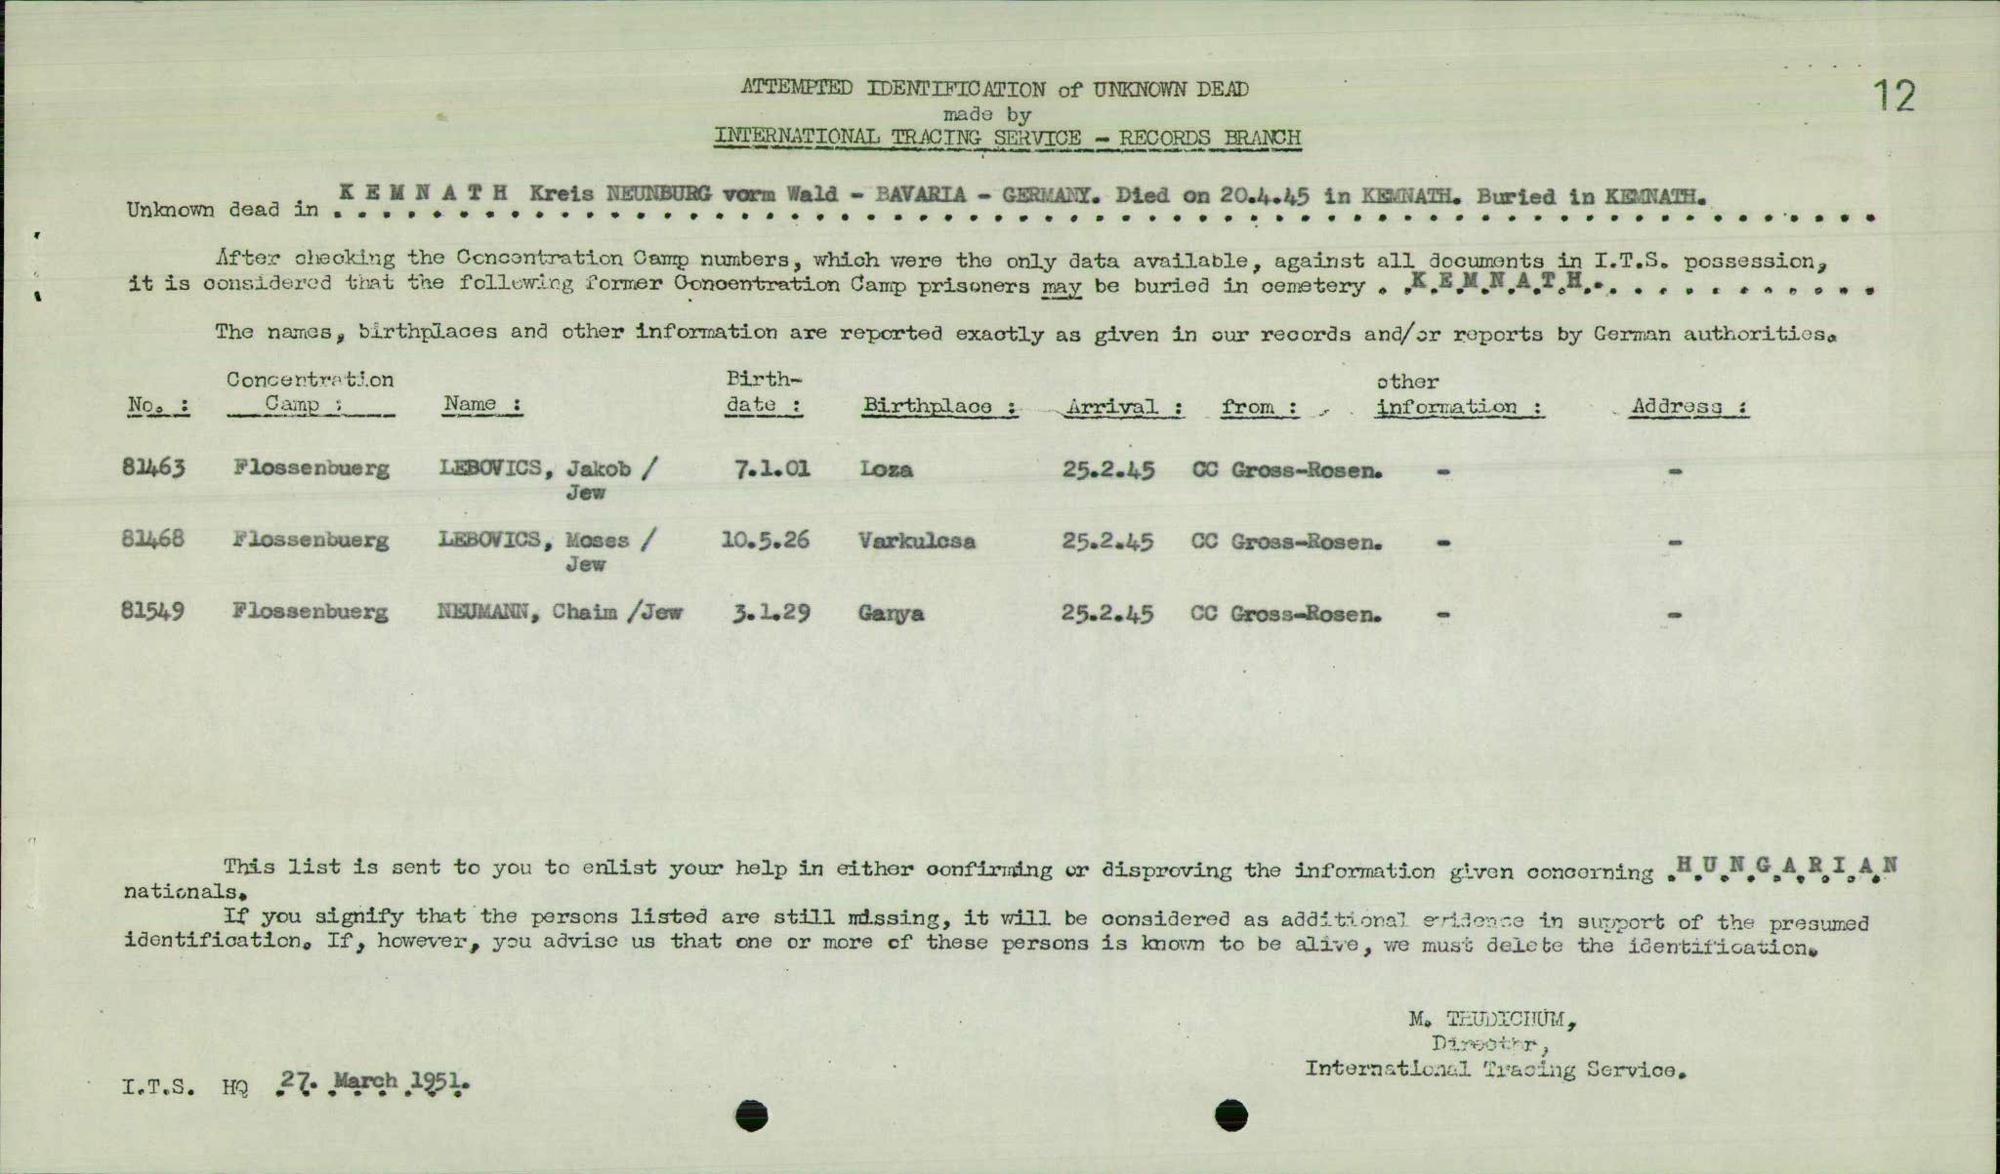 12
ATTEMPTED IDENTIFICATION of UNKNOWN DEAD
made by
INTERNATIONAL TRACING SERVICE - RECORDS BRANCH
Unknown dead in K E M N A T H Kreis NEUNBURG vorm Wald - BAVARIA - GERMANY. Died on 20.4.45 in KEMNATH. Buried in KEMNATH.
After checking the Concentration Camp numbers, which were the only data available, against all documents in I.T.S. possession,
it is considered that the following former Concentration Camp prisoners may be buried in cemetery . K.E.M.N.A.T.H. . . . . . . . . . . .
The names, birthplaces and other information are reported exactly as given in our records and/or reports by German authorities.
No. : Concentration Camp : Name : Birth-date : Birthplace : Arrival : from : other information : Address :
81463 Flossenbuerg LEBOVICS, Jakob / 7.1.01 Loza 25.2.45 CC Gross-Rosen. - -
Jew
81468 Flossenbuerg LEBOVICS, Moses / 10.5.26 Varkulcsa 25.2.45 CC Gross-Rosen. - -
Jew
81549 Flossenbuerg NEUMANN, Chaim /Jew 3.1.29 Ganya 25.2.45 CC Gross-Rosen. - -
This list is sent to you to enlist your help in either confirming or disproving the information given concerning .H.U.N.G.A.R.I.A.N
nationals.
If you signify that the persons listed are still missing, it will be considered as additional evidence in support of the presumed
identification. If, however, you advise us that one or more of these persons is known to be alive, we must delete the identification.
M. THUDICHUM,
Director,
International Tracing Service.
I.T.S. HQ 27. March 1951.